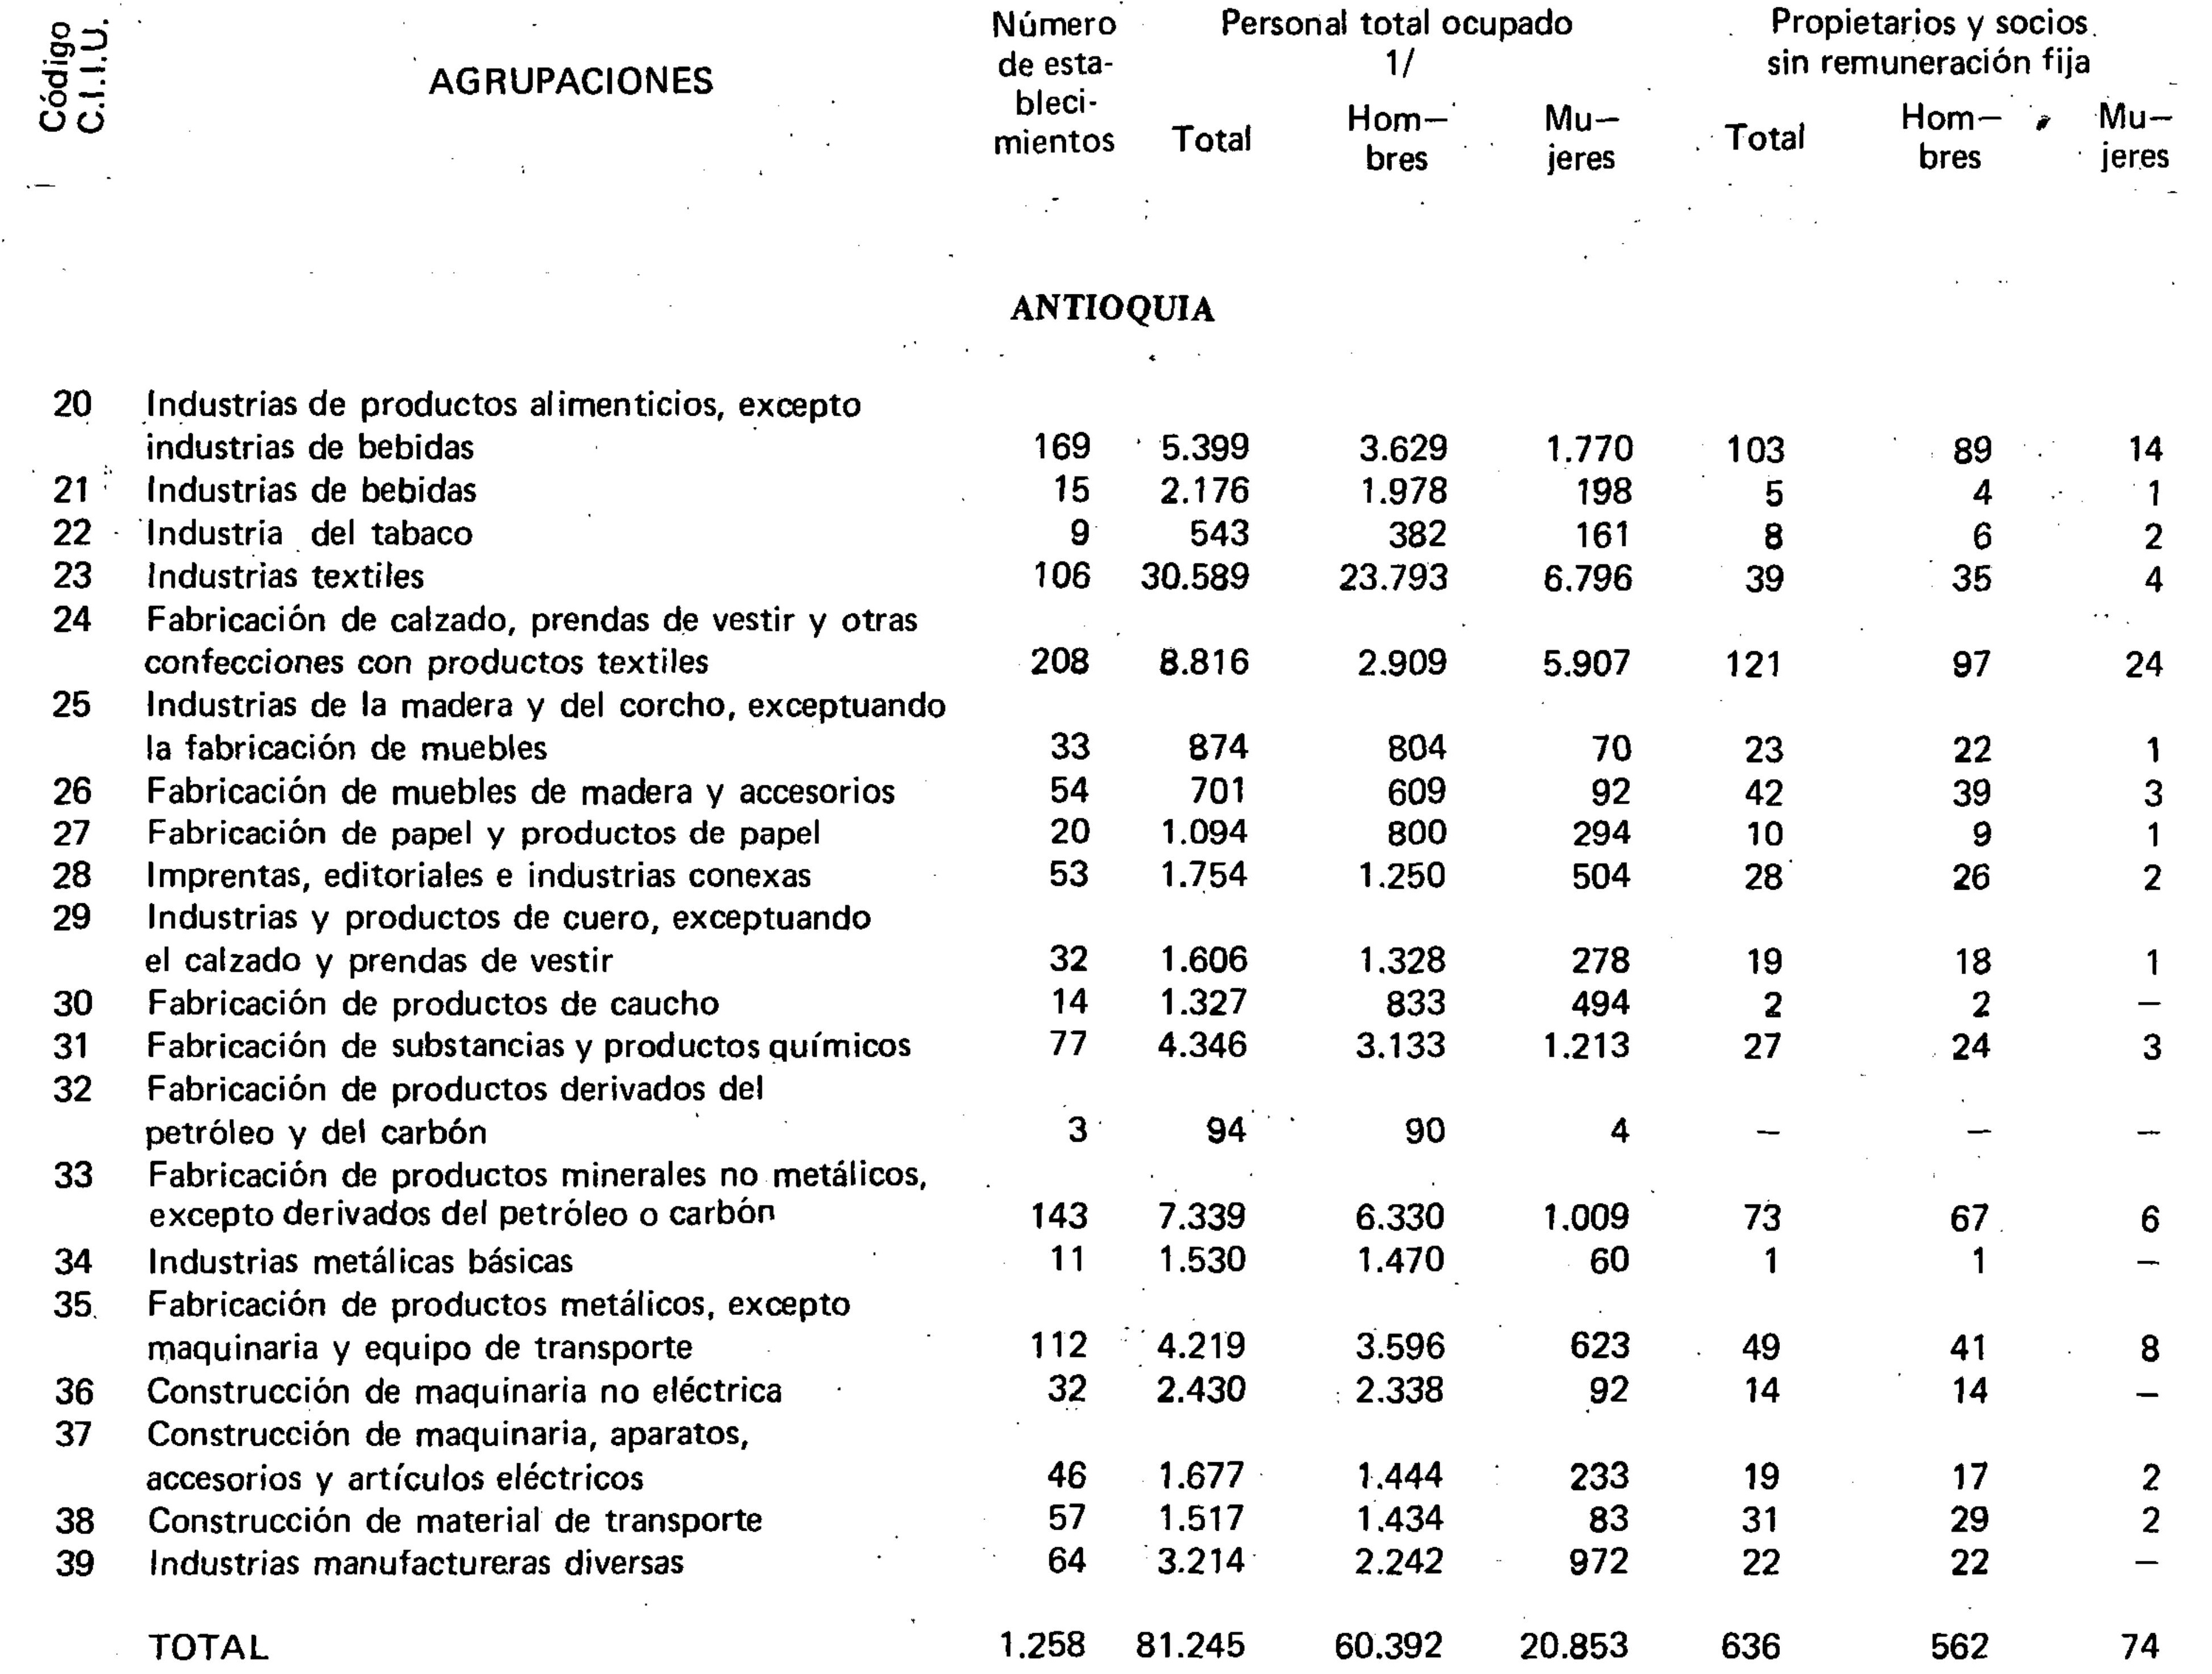 Código
C.I.I.U.
AGRUPACIONES
Número
de esta-
bleci-
mientos
Personal total ocupado
1/
Total
Hom–
bres
Mu–
jeres
Propietarios y socios
sin remuneración fija
Total
Hom–
bres
Mu–
jeres
ANTIOQUIA
20 Industrias de productos alimenticios, excepto
industrias de bebidas 169 5.399 3.629 1.770 103 89 14
21 Industrias de bebidas 15 2.176 1.978 198 5 4 1
22 Industria del tabaco 9 543 382 161 8 6 2
23 Industrias textiles 106 30.589 23.793 6.796 39 35 4
24 Fabricación de calzado, prendas de vestir y otras
confecciones con productos textiles 208 8.816 2.909 5.907 121 97 24
25 Industrias de la madera y del corcho, exceptuando
la fabricación de muebles 33 874 804 70 23 22 1
26 Fabricación de muebles de madera y accesorios 54 701 609 92 42 39 3
27 Fabricación de papel y productos de papel 20 1.094 800 294 10 9 1
28 Imprentas, editoriales e industrias conexas 53 1.754 1.250 504 28 26 2
29 Industrias y productos de cuero, exceptuando
el calzado y prendas de vestir 32 1.606 1.328 278 19 18 1
30 Fabricación de productos de caucho 14 1.327 833 494 2 2 –
31 Fabricación de substancias y productos químicos 77 4.346 3.133 1.213 27 24 3
32 Fabricación de productos derivados del
petróleo y del carbón 3 94 90 4 – – –
33 Fabricación de productos minerales no metálicos,
excepto derivados del petróleo o carbón 143 7.339 6.330 1.009 73 67 6
34 Industrias metálicas básicas 11 1.530 1.470 60 1 1 –
35 Fabricación de productos metálicos, excepto
maquinaria y equipo de transporte 112 4.219 3.596 623 49 41 8
36 Construcción de maquinaria no eléctrica 32 2.430 2.338 92 14 14 –
37 Construcción de maquinaria, aparatos,
accesorios y artículos eléctricos 46 1.677 1.444 233 19 17 2
38 Construcción de material de transporte 57 1.517 1.434 83 31 29 2
39 Industrias manufactureras diversas 64 3.214 2.242 972 22 22 –
TOTAL 1.258 81.245 60.392 20.853 636 562 74